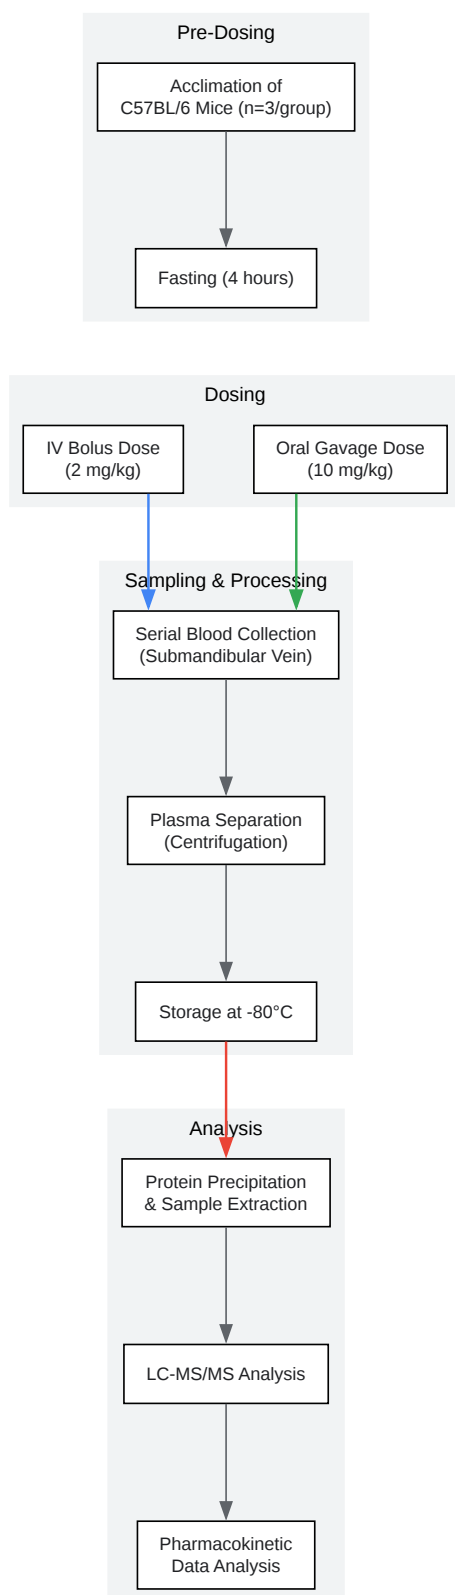 Pre-Dosing
Acclimation of
C57BL/6 Mice (n=3/group)
Fasting (4 hours)
Dosing
IV Bolus Dose
(2 mg/kg)
Oral Gavage Dose
(10 mg/kg)
Sampling & Processing
Serial Blood Collection
(Submandibular Vein)
Plasma Separation
(Centrifugation)
Storage at -80°C
Analysis
Protein Precipitation
& Sample Extraction
LC-MS/MS Analysis
Pharmacokinetic
Data Analysis